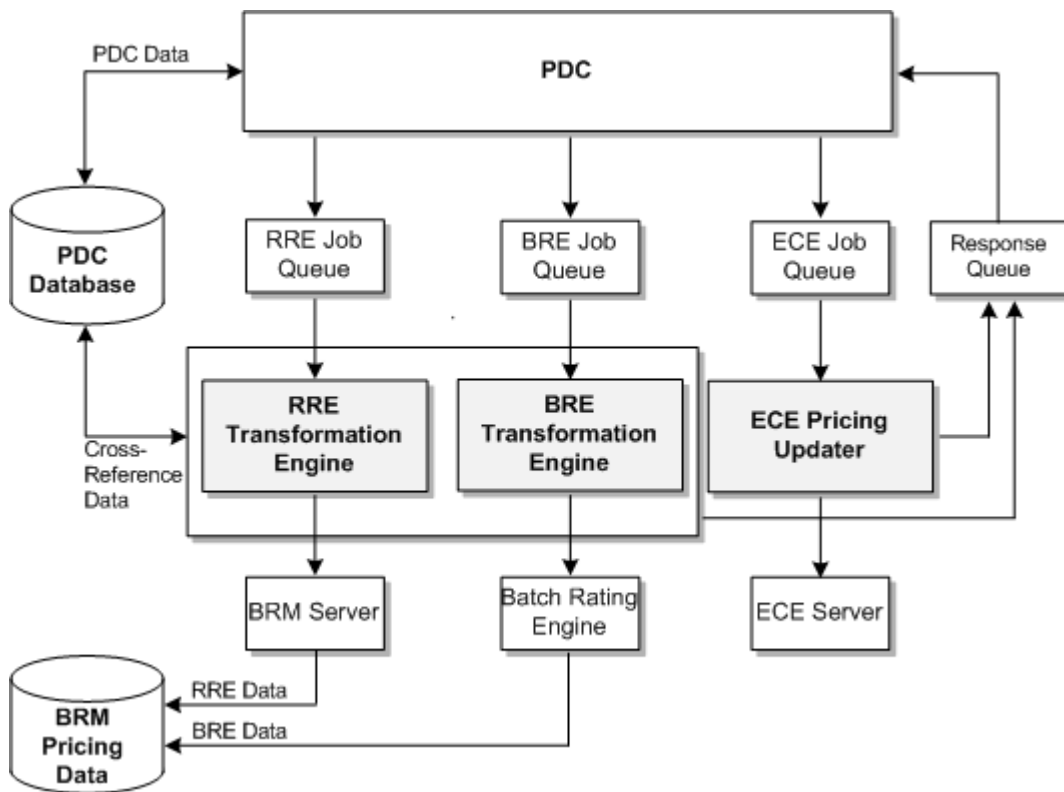 PDC Data
PDC
PDC
Database
RRE Job
Queue
BRE Job
Queue
ECE Job
Queue
Response
Queue
RRE
Transformation
Engine
BRE
Transformation
Engine
ECE Pricing
Updater
Cross-
Reference
Data
BRM Server
Batch Rating
Engine
ECE Server
RRE Data
BRE Data
BRM
Pricing
Data